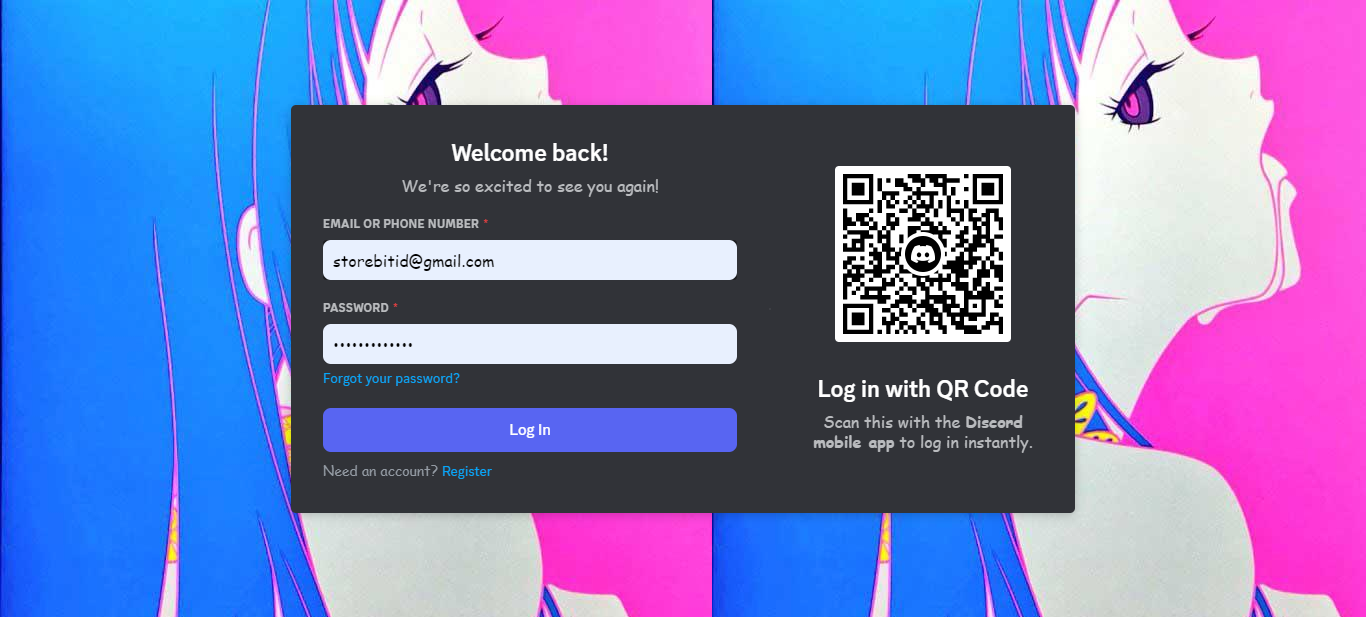 Welcome back!
We're so excited to see you again!
EMAIL OR PHONE NUMBER *
storebitid@gmail.com
PASSWORD *
•••••••••••••
Forgot your password?
Log In
Need an account? Register
Log in with QR Code
Scan this with the Discord
mobile app to log in instantly.